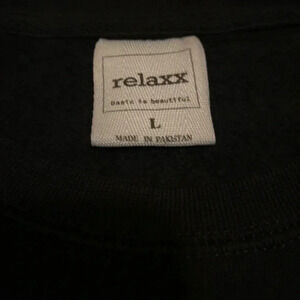 relaxx
basic is beautiful
L
MADE IN PAKISTAN